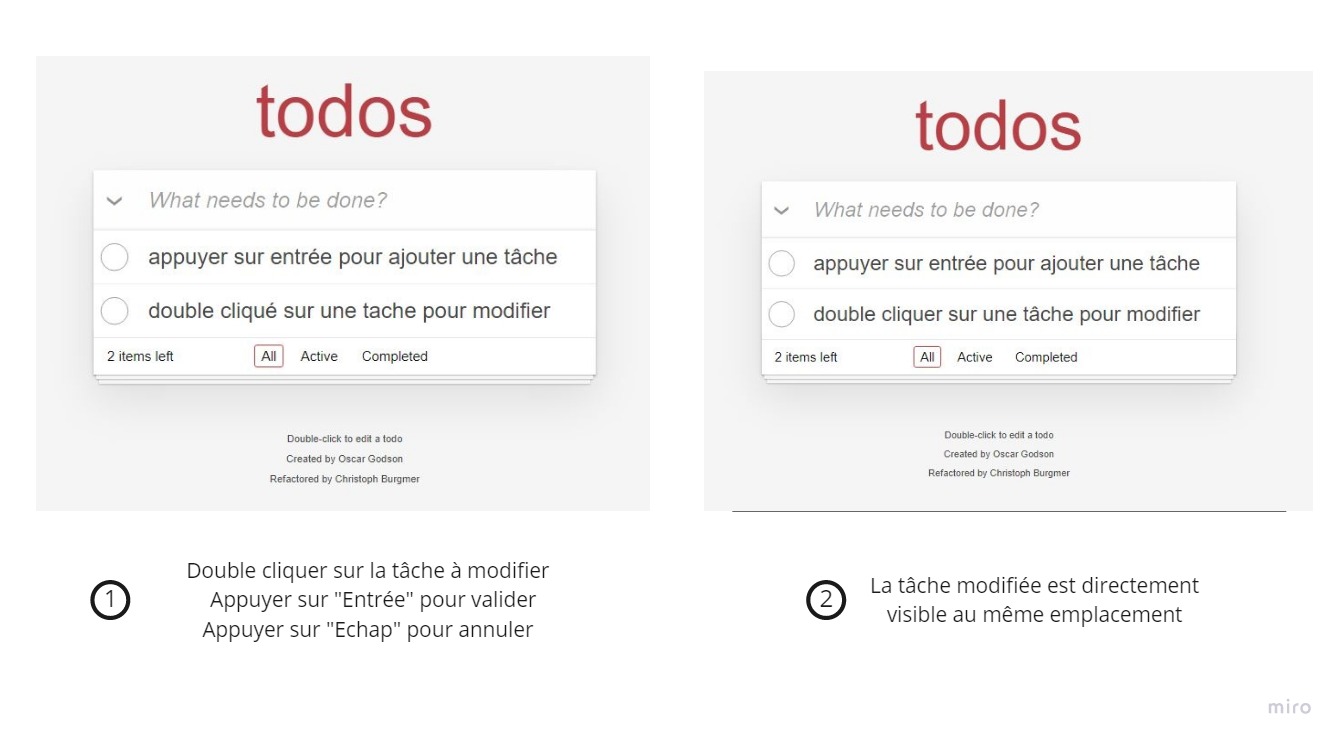 todos
What needs to be done?
appuyer sur entrée pour ajouter une tâche
double cliqué sur une tache pour modifier
2 items left All Active Completed
Double-click to edit a todo
Created by Oscar Godson
Refactored by Christoph Burgmer
1
Double cliquer sur la tâche à modifier
Appuyer sur "Entrée" pour valider
Appuyer sur "Echap" pour annuler
todos
What needs to be done?
appuyer sur entrée pour ajouter une tâche
double cliquer sur une tâche pour modifier
2 items left All Active Completed
Double-click to edit a todo
Created by Oscar Godson
Refactored by Christoph Burgmer
2
La tâche modifiée est directement
visible au même emplacement
miro